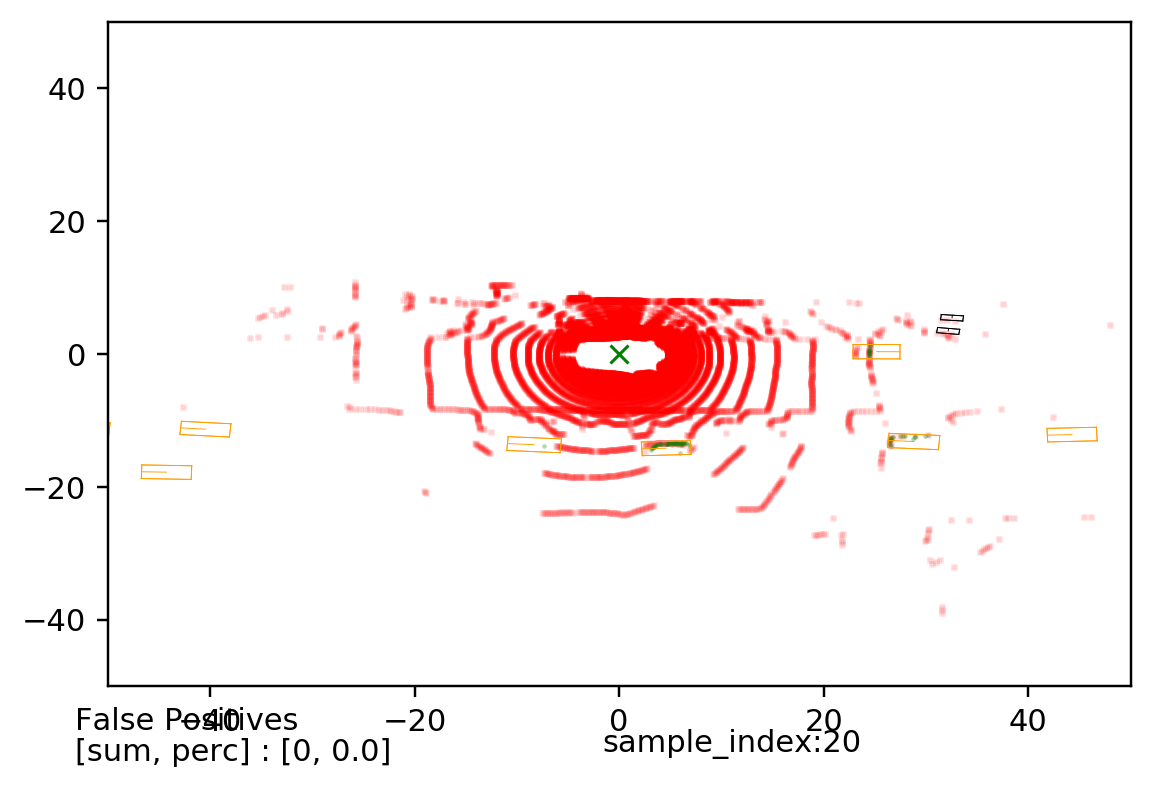 40
20
0
−20
−40
−40 −20 0 20 40
False Positives
[sum, perc] : [0, 0.0]
sample_index:20